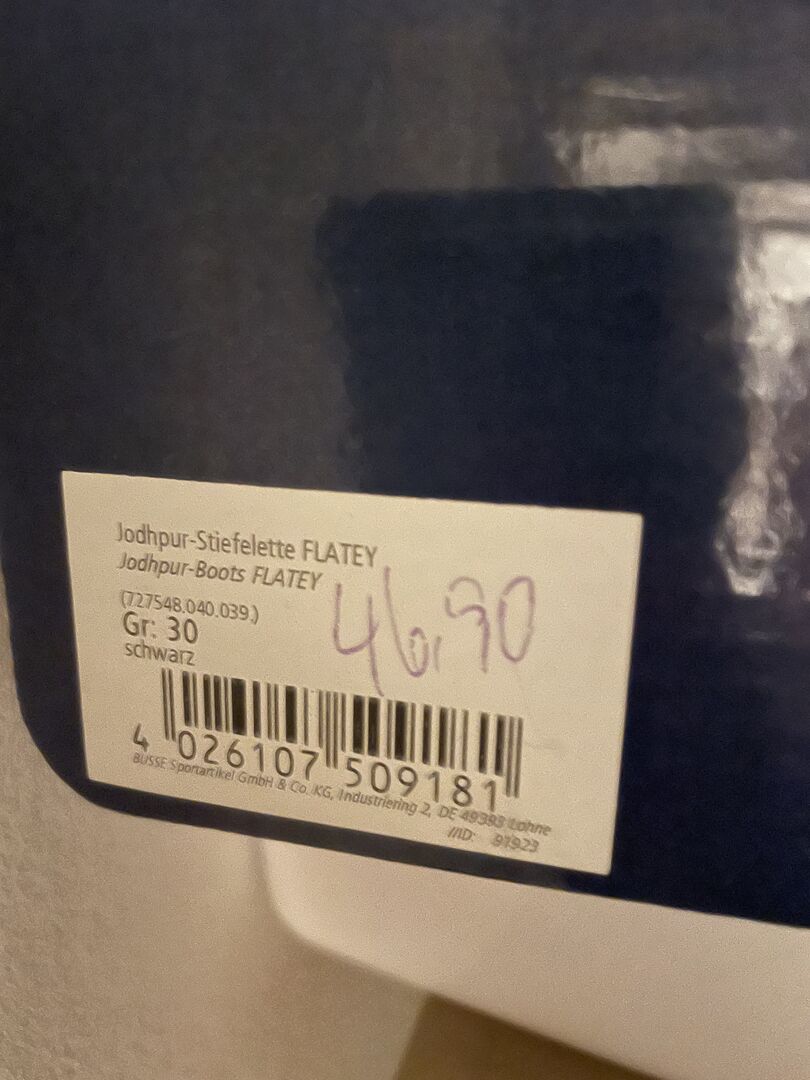 Jodhpur-Stiefelette FLATEY
Jodhpur-Boots FLATEY
(727548.040.039.)
Gr: 30
schwarz
46,90
4 026107 509181
BUSSE Sportartikel GmbH & Co. KG, Industriering 2, DE 49393 Lohne
//ID: 91923